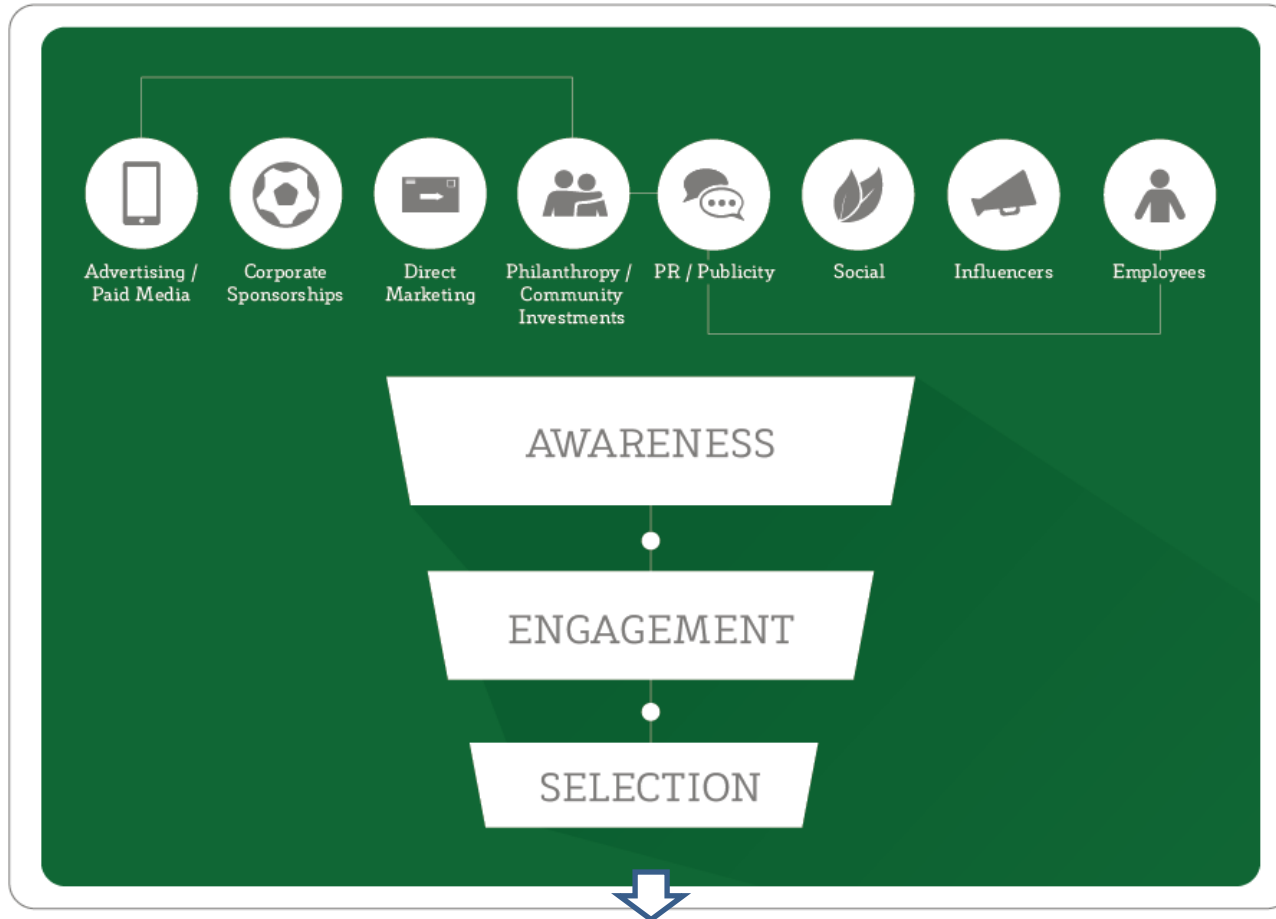 Advertising /
Paid Media
Corporate
Sponsorships
Direct
Marketing
Philanthropy /
Community
Investments
PR / Publicity
Social
Influencers
Employees
AWARENESS
ENGAGEMENT
SELECTION